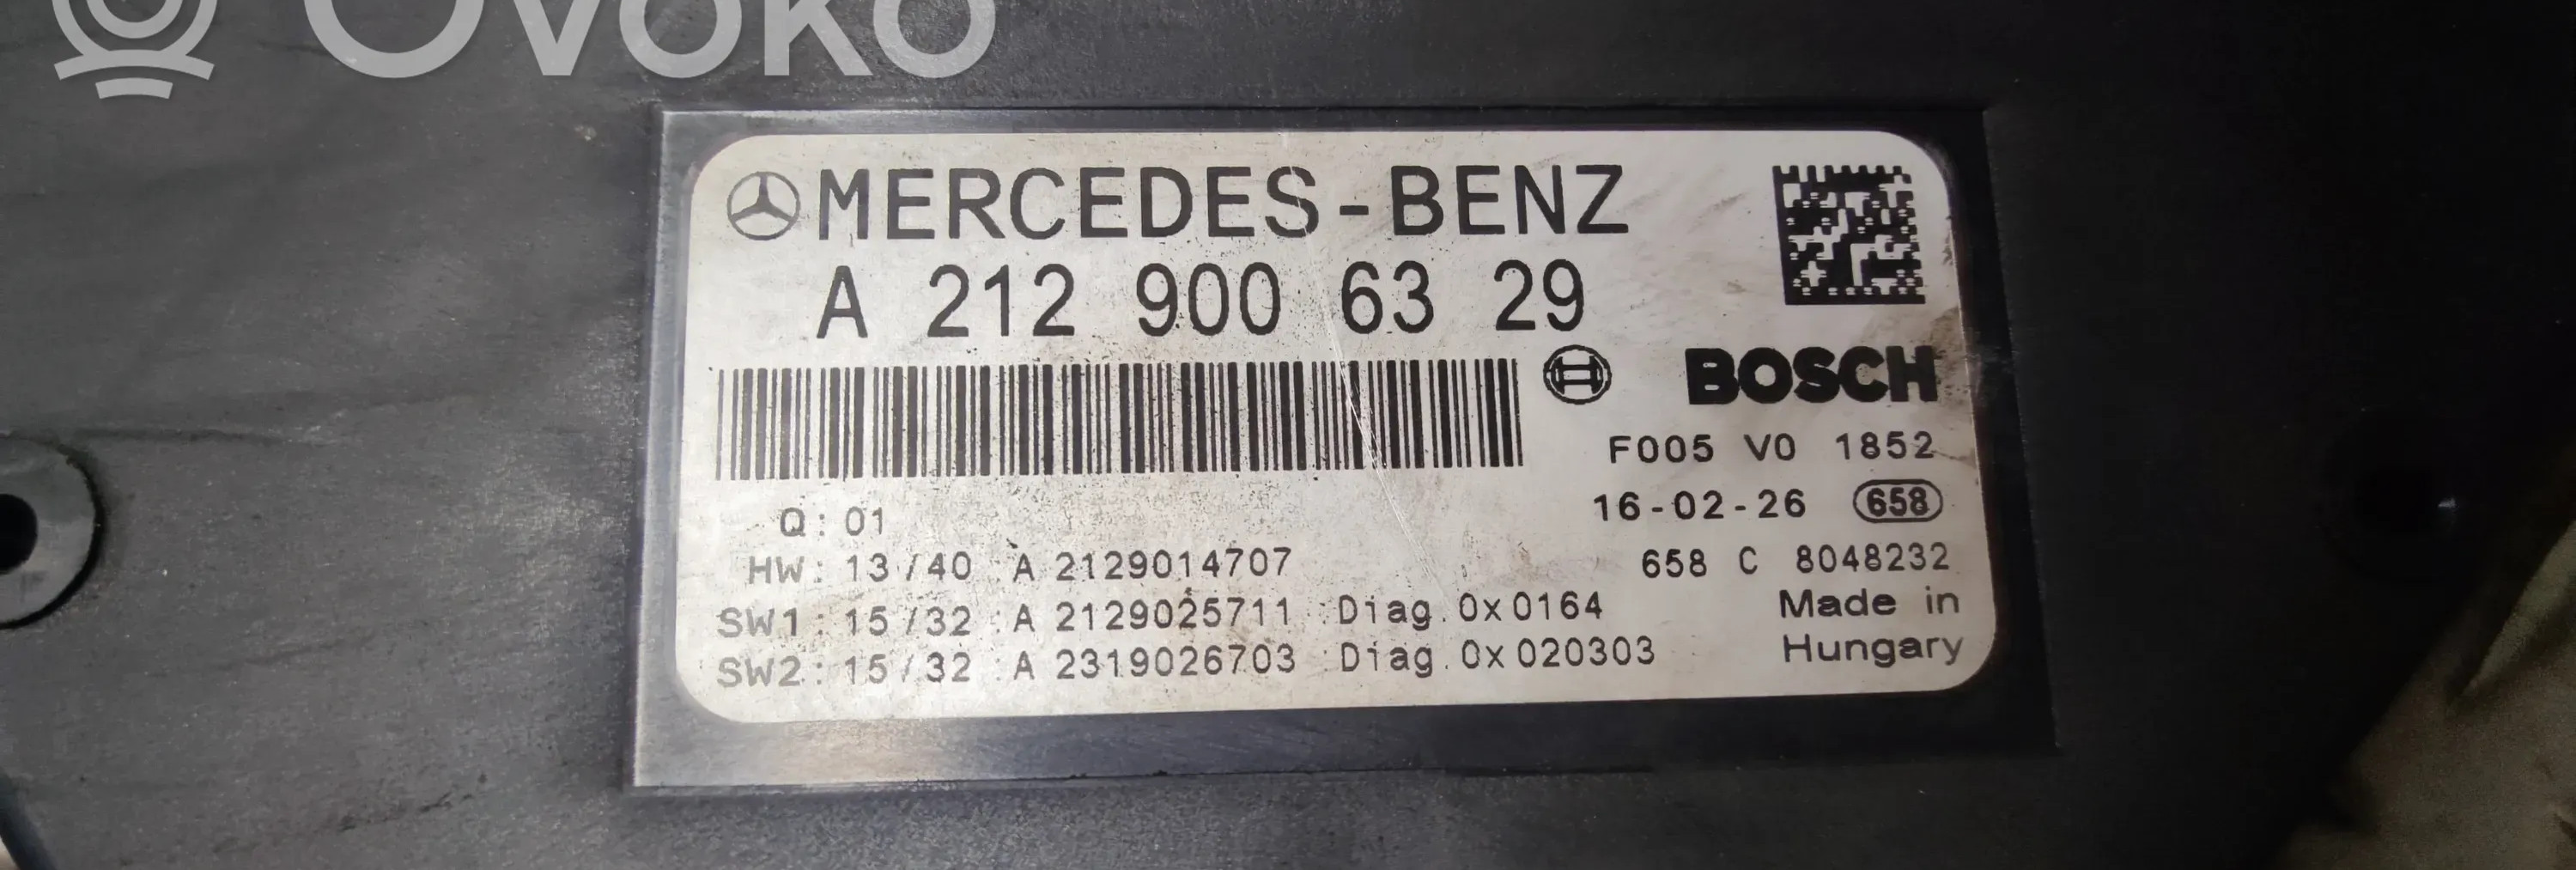 OVOKO
MERCEDES-BENZ
A 212 900 63 29
BOSCH
F005 V0 1852
16-02-26 658
Q: 01
HW: 13/40 A 2129014707
658 C 8048232
SW1: 15/32 : A 2129025711 : Diag. 0x0164
Made in
SW2: 15/32 : A 2319026703 : Diag. 0x020303
Hungary